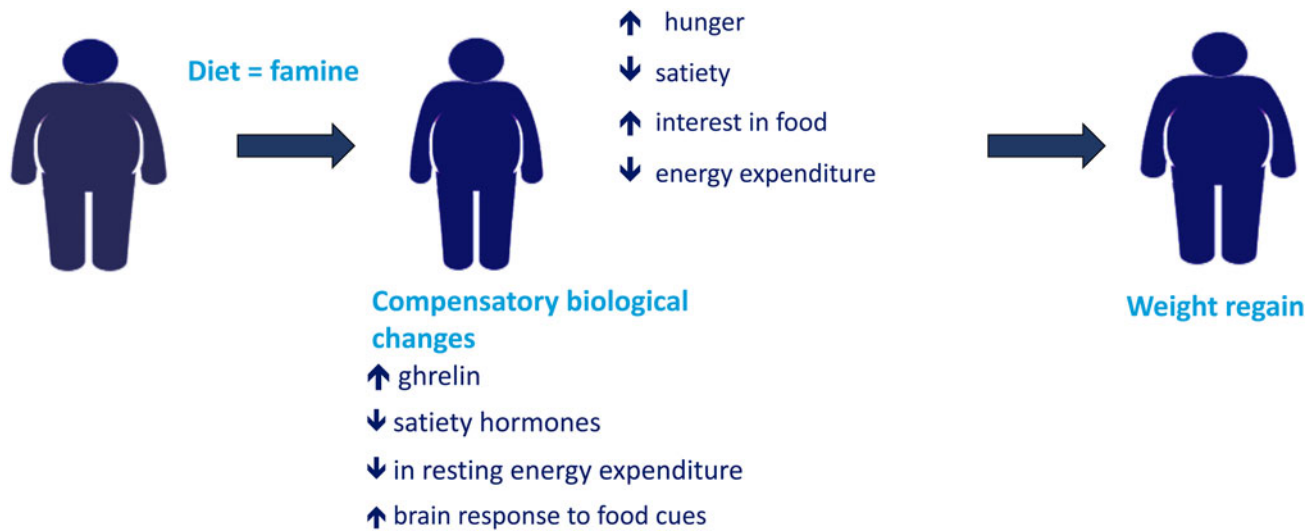 Diet = famine
↑ hunger
↓ satiety
↑ interest in food
↓ energy expenditure
Compensatory biological
changes
↑ ghrelin
↓ satiety hormones
↓ in resting energy expenditure
↑ brain response to food cues
Weight regain